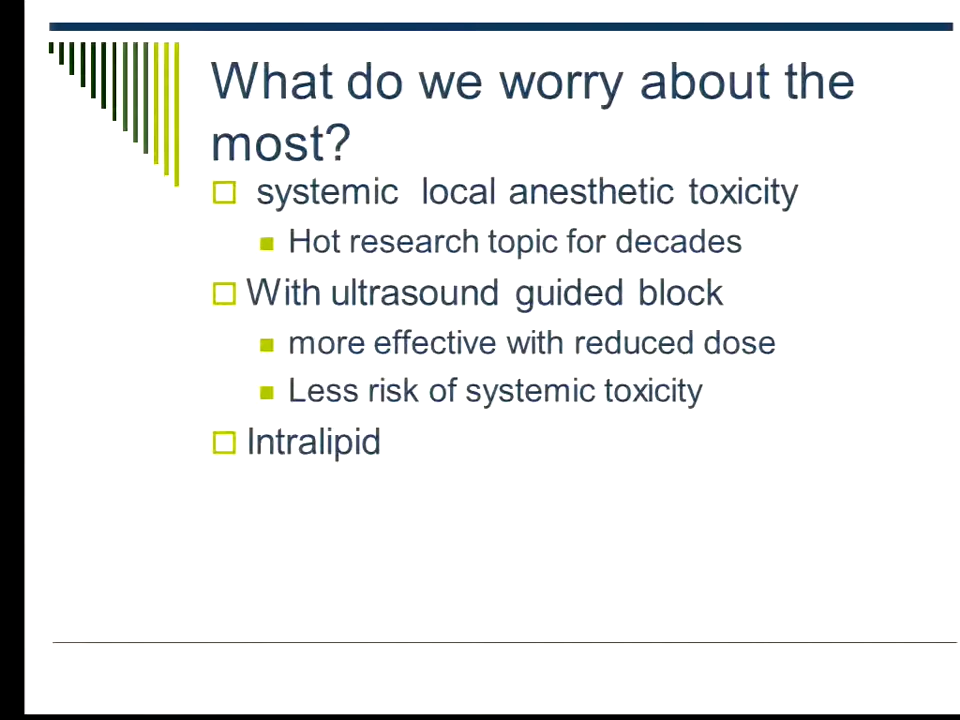 What do we worry about the
most?
systemic local anesthetic toxicity
Hot research topic for decades
With ultrasound guided block
more effective with reduced dose
Less risk of systemic toxicity
Intralipid